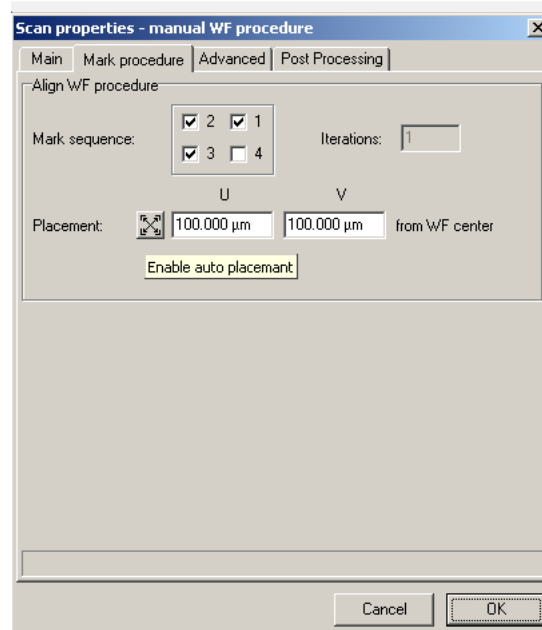 Scan properties - manual WF procedure
Main Mark procedure Advanced Post Processing
Align WF procedure
2 1
Mark sequence: Iterations: 1
3 4
U V
Placement: 100.000 µm 100.000 µm from WF center
Enable auto placemant
Cancel OK